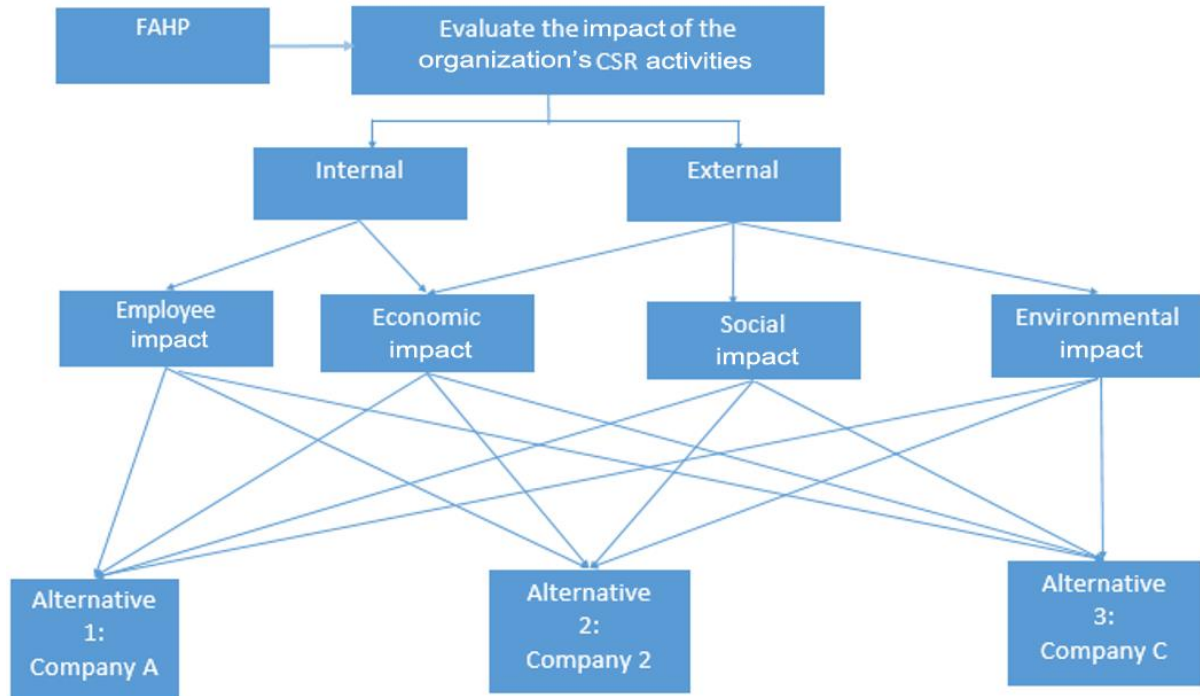 FAHP
Evaluate the impact of the
organization's CSR activities
Internal
External
Employee
impact
Economic
impact
Social
impact
Environmental
impact
Alternative
1:
Company A
Alternative
2:
Company 2
Alternative
3:
Company C